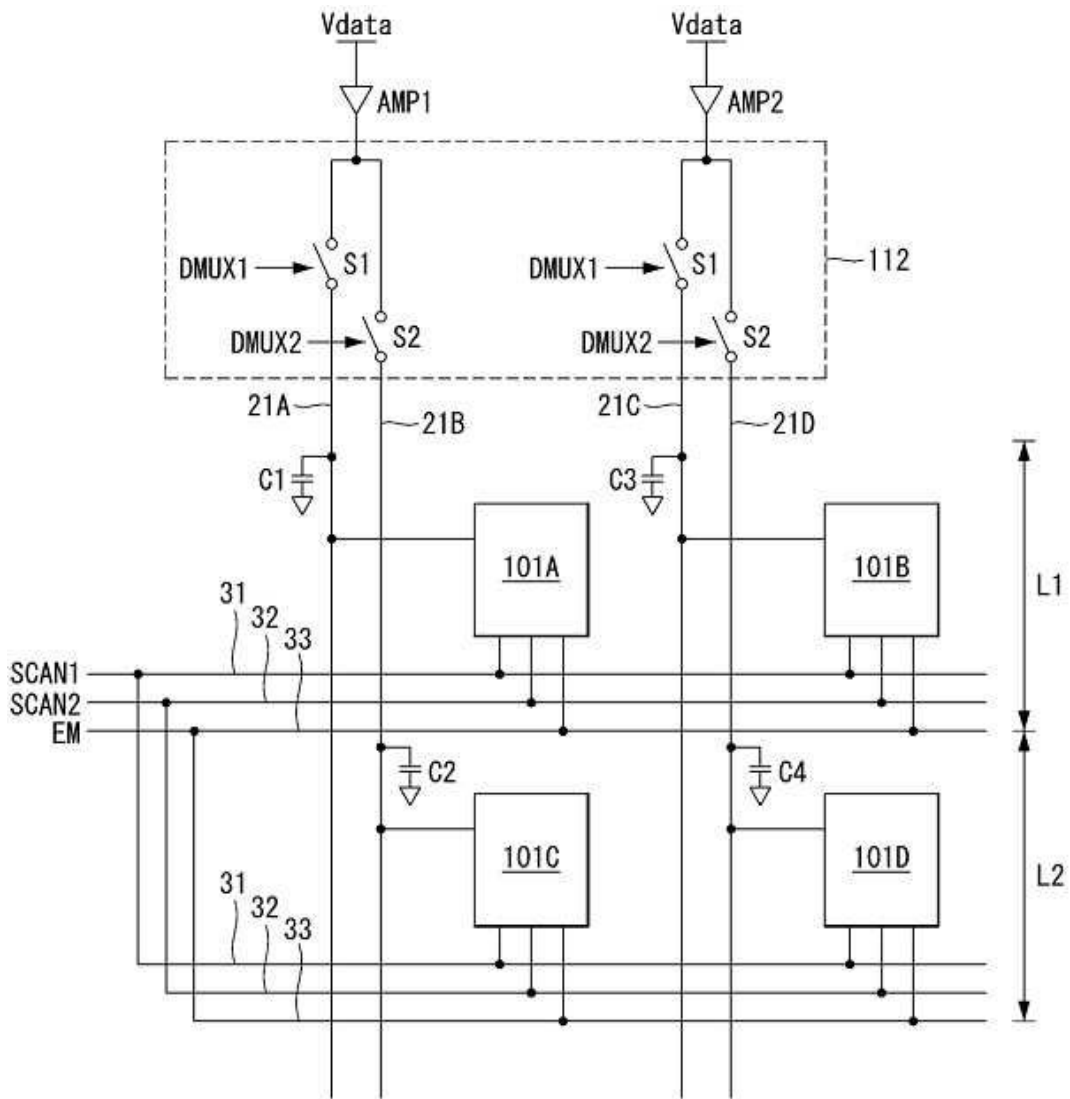 Vdata
Vdata
AMP1
AMP2
DMUX1
S1
DMUX1
S1
112
DMUX2
S2
DMUX2
S2
21A
21B
21C
21D
C1
C3
101A
101B
L1
31
32
33
SCAN1
SCAN2
EM
C2
C4
101C
101D
L2
31
32
33